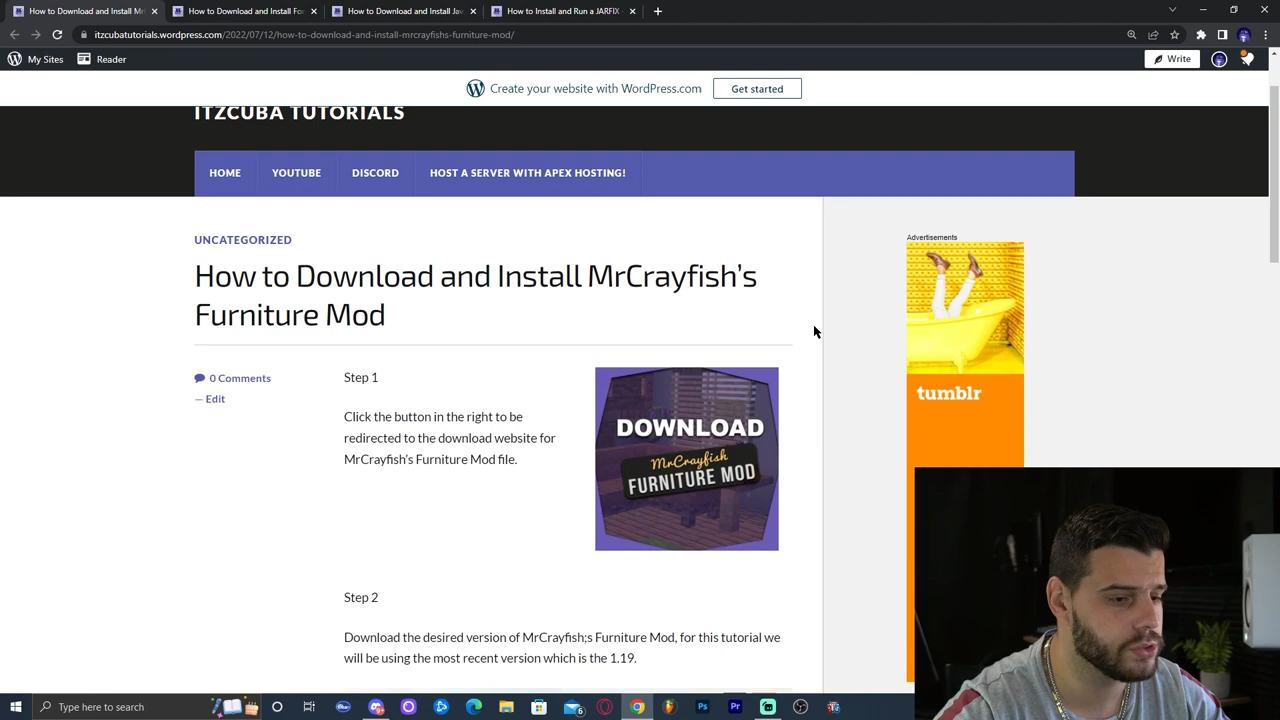 How to Download and Install Mr
How to Download and Install Fo
How to Download and Install Jav
How to Install and Run a JARFIX -
itzcubatutorials.wordpress.com/2022/07/12/how-to-download-and-install-mrcrayfishs-furniture-mod/
My Sites
Reader
Write
Create your website with WordPress.com
Get started
ITZCUBA TUTORIALS
HOME
YOUTUBE
DISCORD
HOST A SERVER WITH APEX HOSTING!
UNCATEGORIZED
Advertisements
How to Download and Install MrCrayfish's
Furniture Mod
0 Comments
— Edit
Step 1
Click the button in the right to be
redirected to the download website for
MrCrayfish's Furniture Mod file.
DOWNLOAD
MrCrayfish
FURNITURE MOD
tumblr
Step 2
Download the desired version of MrCrayfish;s Furniture Mod, for this tutorial we
will be using the most recent version which is the 1.19.
Type here to search